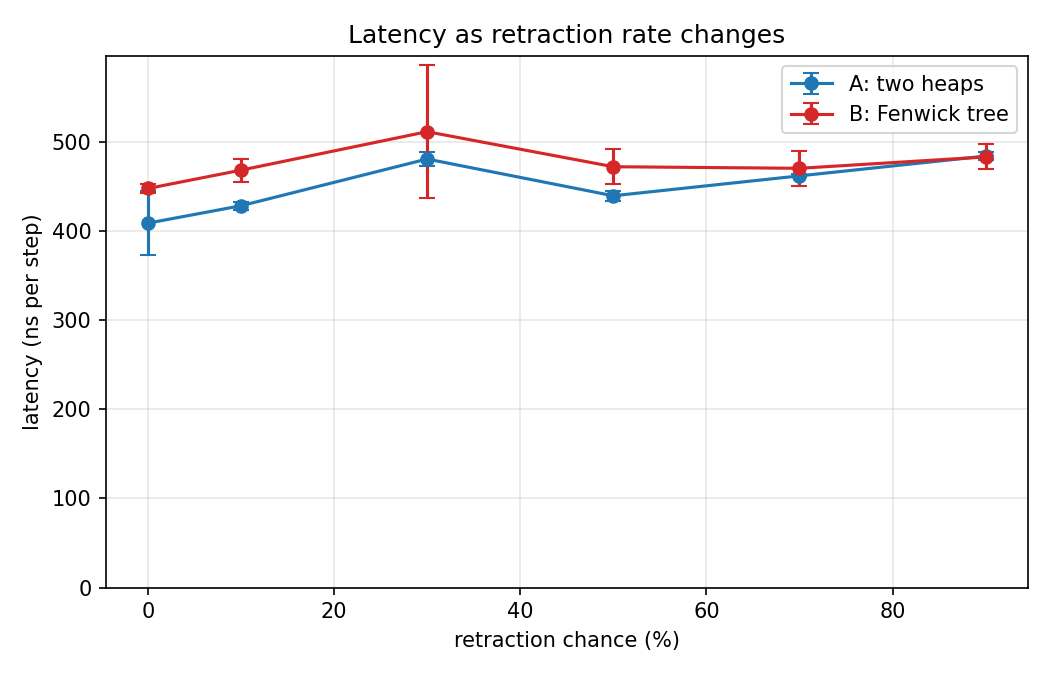 Latency as retraction rate changes
A: two heaps
B: Fenwick tree
latency (ns per step)
500
400
300
200
100
0
0 20 40 60 80
retraction chance (%)